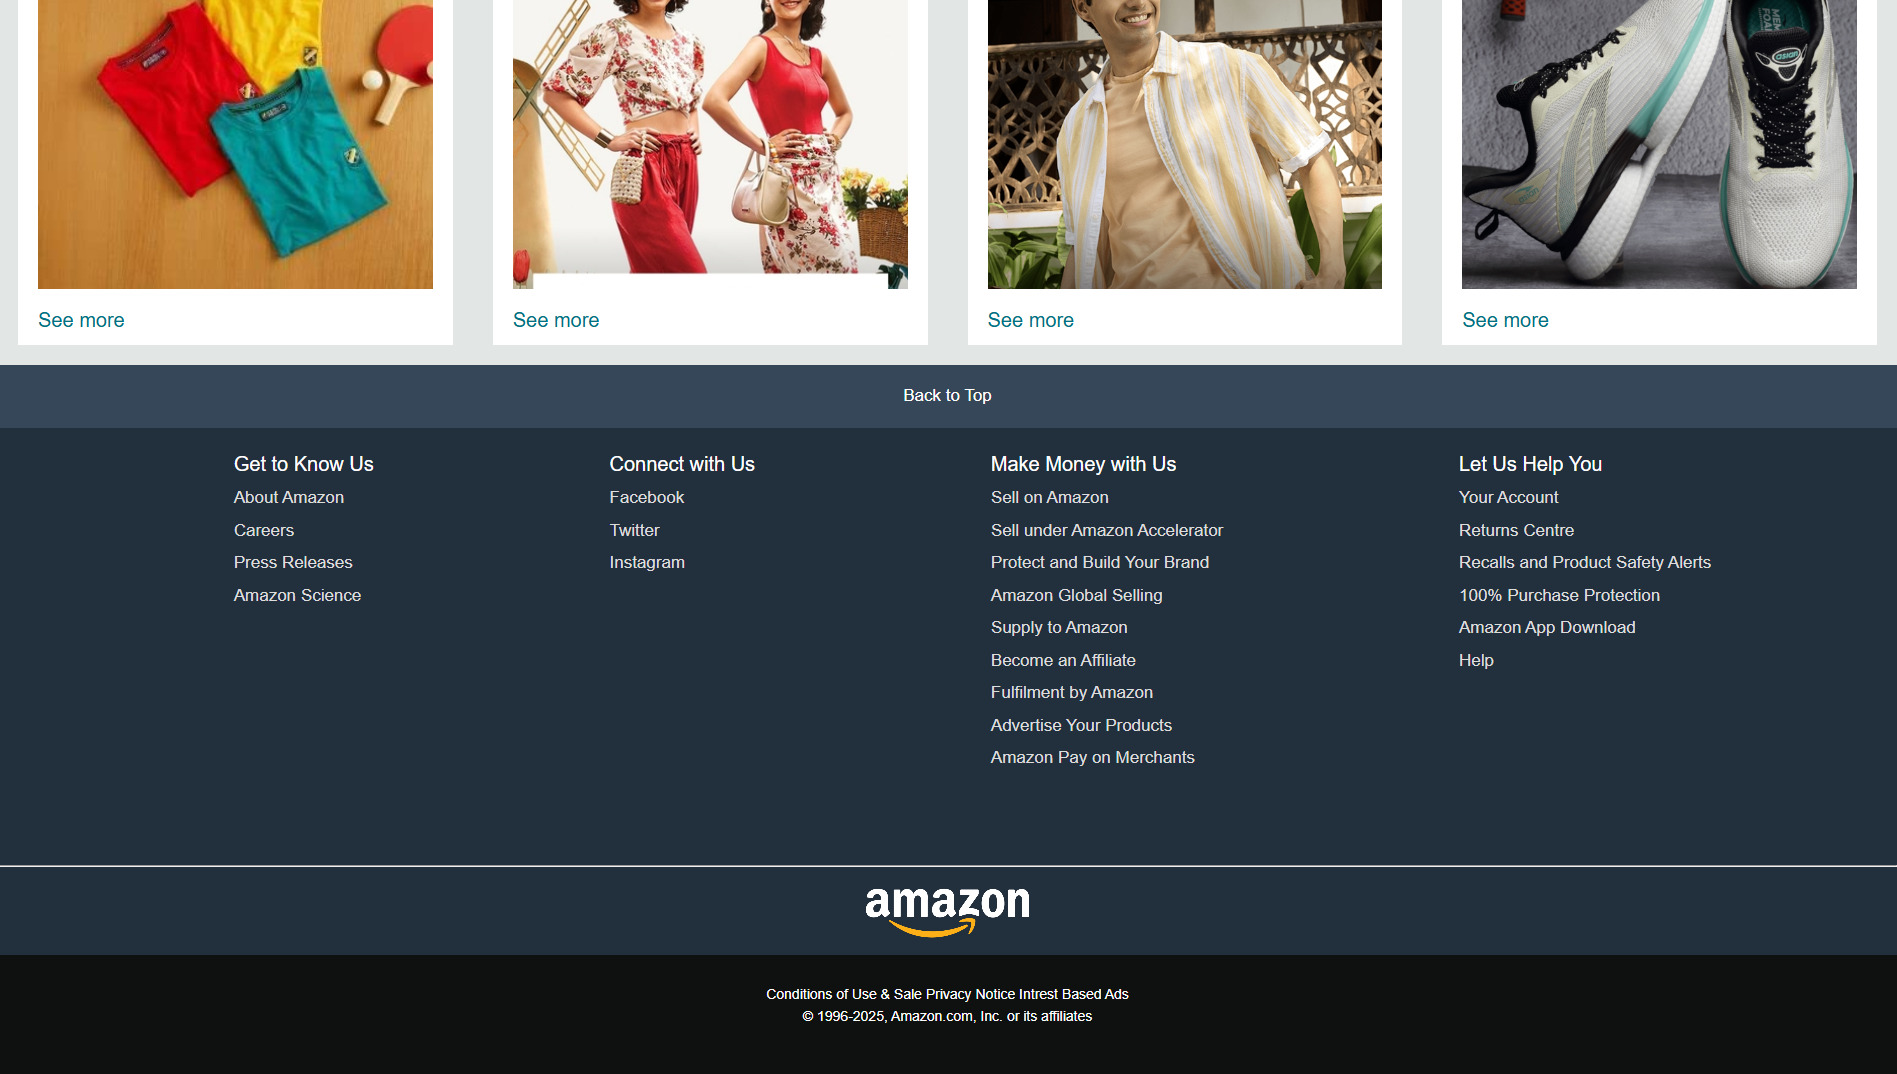 MEM
FOA
ASIAN
See more
See more
See more
See more
Back to Top
Get to Know Us
About Amazon
Careers
Press Releases
Amazon Science
Connect with Us
Facebook
Twitter
Instagram
Make Money with Us
Sell on Amazon
Sell under Amazon Accelerator
Protect and Build Your Brand
Amazon Global Selling
Supply to Amazon
Become an Affiliate
Fulfilment by Amazon
Advertise Your Products
Amazon Pay on Merchants
Let Us Help You
Your Account
Returns Centre
Recalls and Product Safety Alerts
100% Purchase Protection
Amazon App Download
Help
amazon
Conditions of Use & Sale Privacy Notice Intrest Based Ads
© 1996-2025, Amazon.com, Inc. or its affiliates